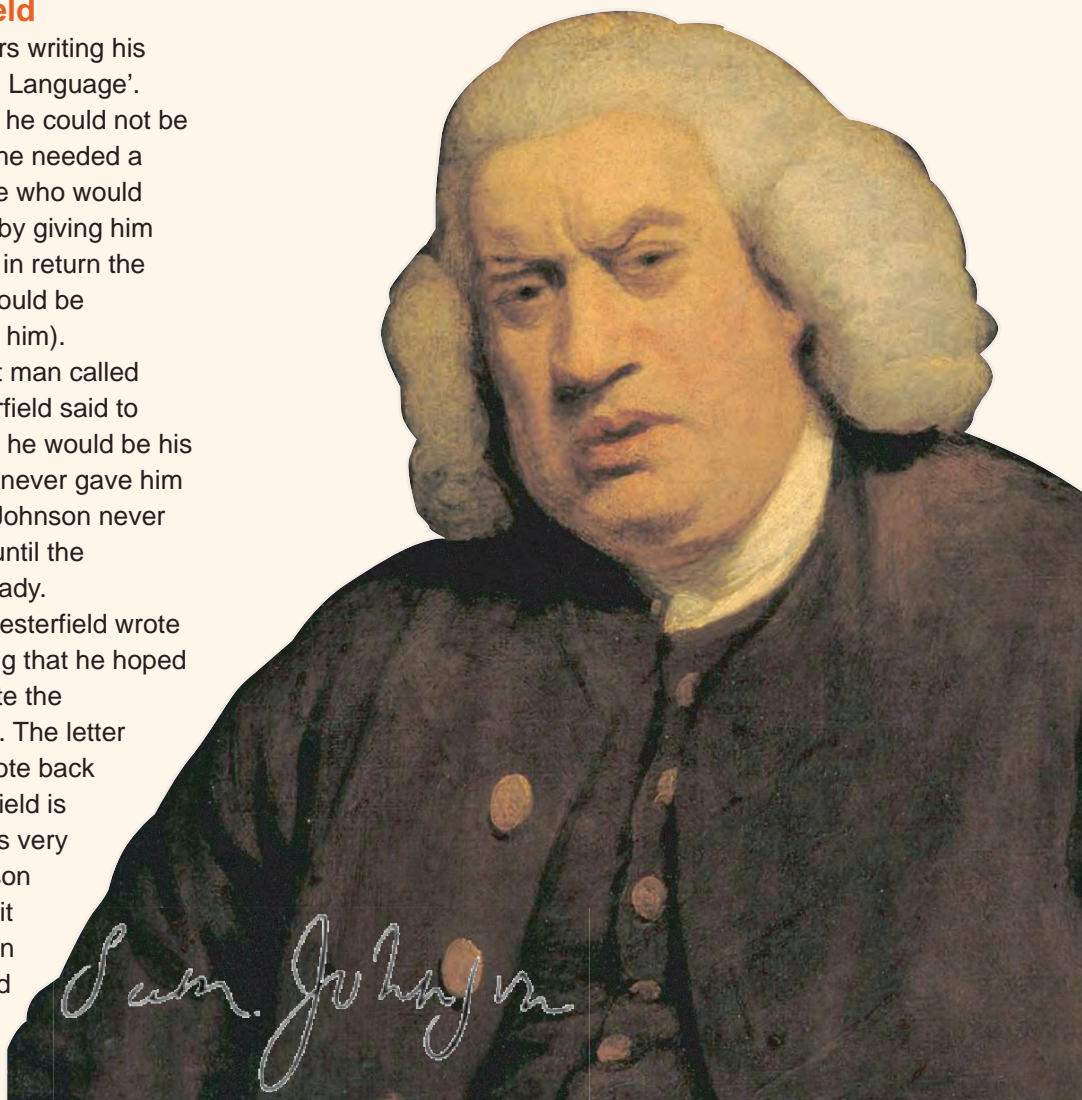 eld
rs writing his
Language’.
he could not be
he needed a
e who would
by giving him
in return the
ould be
him).
t man called
rfield said to
he would be his
never gave him
Johnson never
until the
ady.
esterfield wrote
g that he hoped
te the
. The letter
ote back
ield is
s very
son
it
n
d
Sam. Johnson